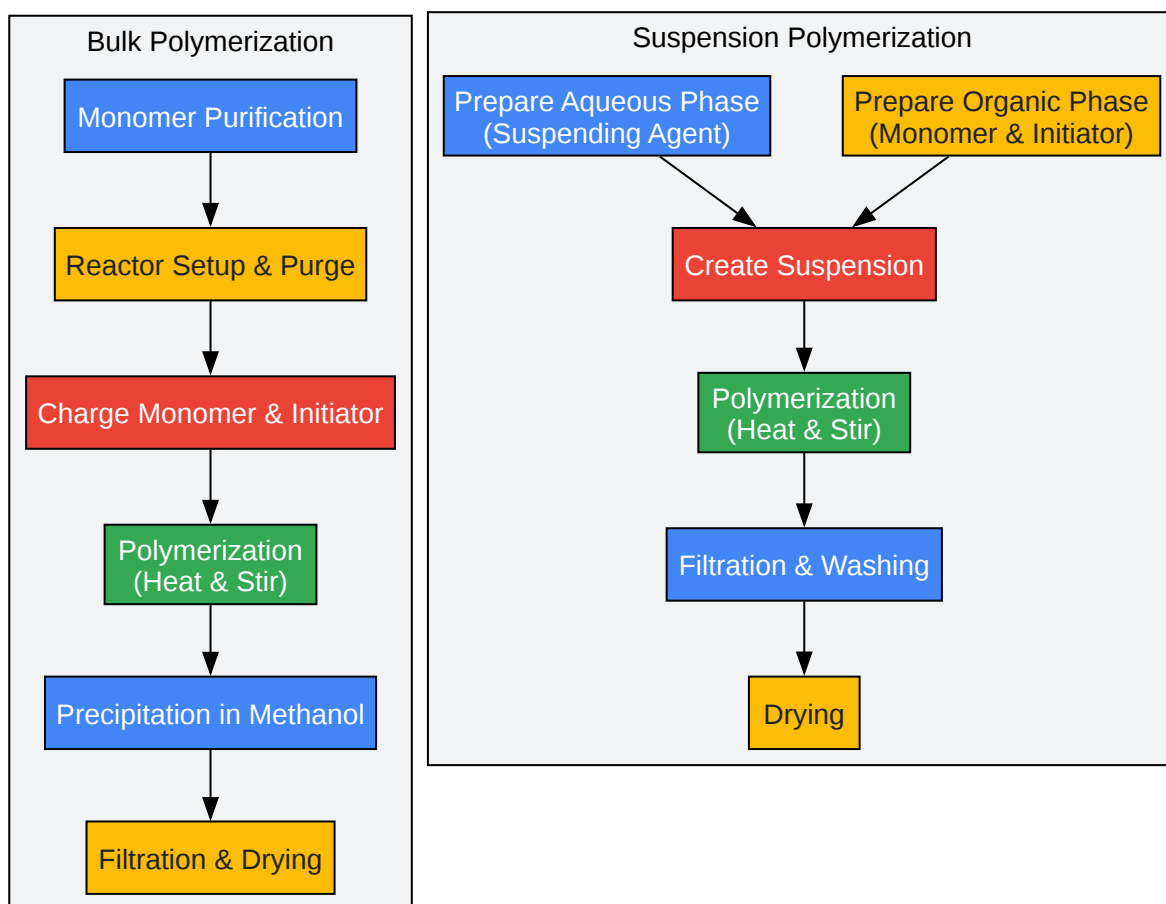 Bulk Polymerization
Monomer Purification
Reactor Setup & Purge
Charge Monomer & Initiator
Polymerization
(Heat & Stir)
Precipitation in Methanol
Filtration & Drying
Suspension Polymerization
Prepare Aqueous Phase
(Suspending Agent)
Prepare Organic Phase
(Monomer & Initiator)
Create Suspension
Polymerization
(Heat & Stir)
Filtration & Washing
Drying